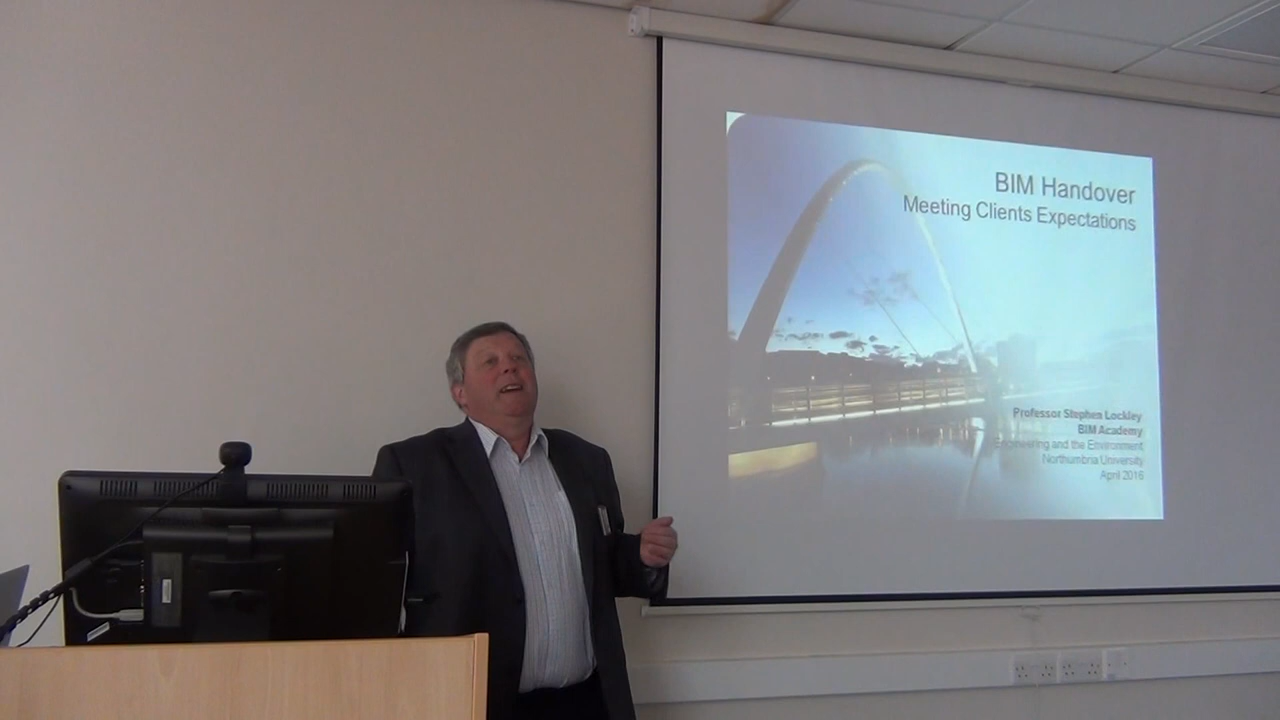 BIM Handover
Meeting Clients Expectations
Professor Stephen Lockley
BIM Academy
Engineering and the Environment
Northumbria University
April 2016